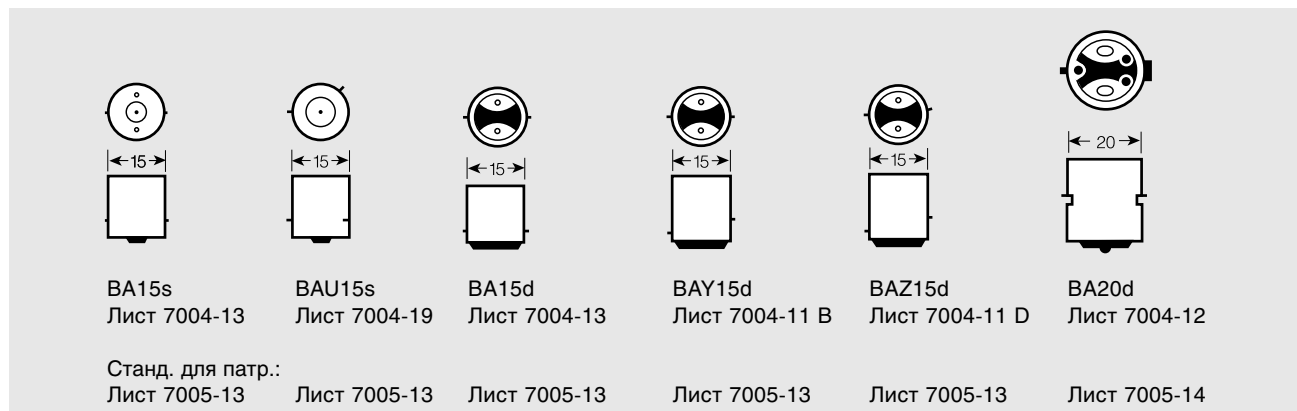 15 15 15 15 15 20
BA15s BAU15s BA15d BAY15d BAZ15d BA20d
Лист 7004-13 Лист 7004-19 Лист 7004-13 Лист 7004-11 B Лист 7004-11 D Лист 7004-12
Станд. для патр.:
Лист 7005-13 Лист 7005-13 Лист 7005-13 Лист 7005-13 Лист 7005-13 Лист 7005-14